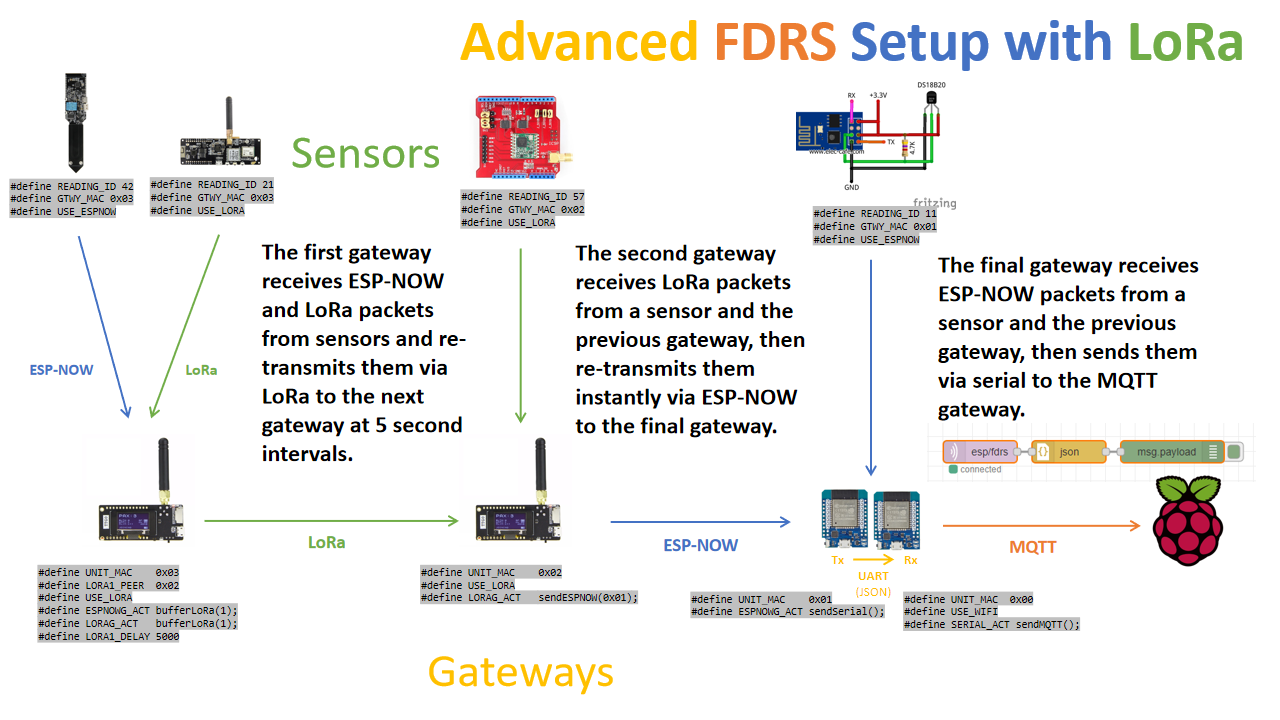 Advanced FDRS Setup with LoRa
Sensors
#define READING_ID 42
#define GTWY_MAC 0x03
#define USE_ESPNOW
#define READING_ID 21
#define GTWY_MAC 0x03
#define USE_LORA
#define READING_ID 57
#define GTWY_MAC 0x02
#define USE_LORA
RX
+3.3V
DS18B20
TX
4.7K
GND
fritzing
#define READING_ID 11
#define GTWY_MAC 0x01
#define USE_ESPNOW
The first gateway
receives ESP-NOW
and LoRa packets
from sensors and re-
transmits them via
LoRa to the next
gateway at 5 second
intervals.
The second gateway
receives LoRa packets
from a sensor and the
previous gateway, then
re-transmits them
instantly via ESP-NOW
to the final gateway.
The final gateway receives
ESP-NOW packets from a
sensor and the previous
gateway, then sends them
via serial to the MQTT
gateway.
ESP-NOW
LoRa
esp/fdrs
json
msg.payload
connected
LoRa
ESP-NOW
MQTT
Tx
Rx
UART
(JSON)
#define UNIT_MAC 0x03
#define LORA1_PEER 0x02
#define USE_LORA
#define ESPNOWG_ACT bufferLoRa(1);
#define LORAG_ACT bufferLoRa(1);
#define LORA1_DELAY 5000
#define UNIT_MAC 0x02
#define USE_LORA
#define LORAG_ACT sendESPNOW(0x01);
#define UNIT_MAC 0x01
#define ESPNOWG_ACT sendSerial();
#define UNIT_MAC 0x00
#define USE_WIFI
#define SERIAL_ACT sendMQTT();
Gateways